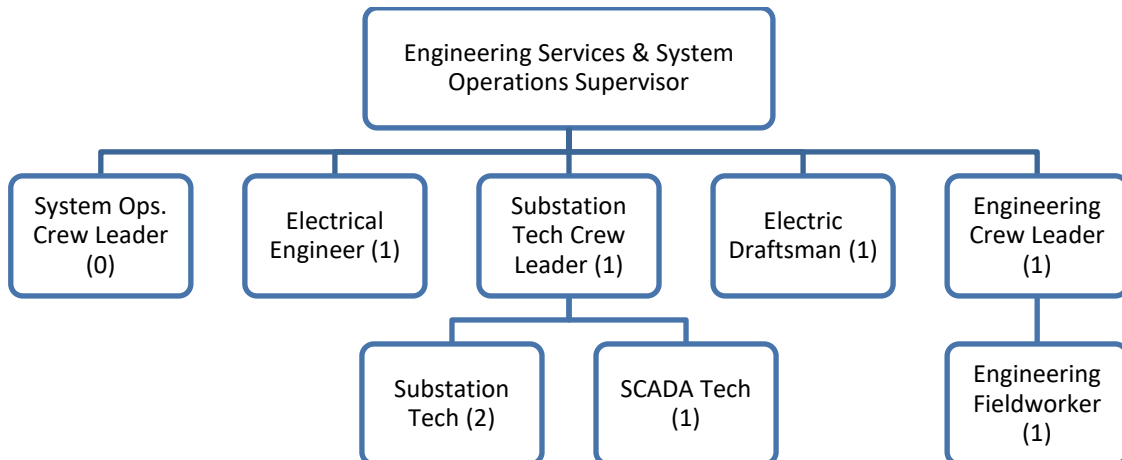 Engineering Services & System
Operations Supervisor
System Ops.
Crew Leader
(0)
Electrical
Engineer (1)
Substation
Tech Crew
Leader (1)
Electric
Draftsman (1)
Engineering
Crew Leader
(1)
Substation
Tech (2)
SCADA Tech
(1)
Engineering
Fieldworker
(1)